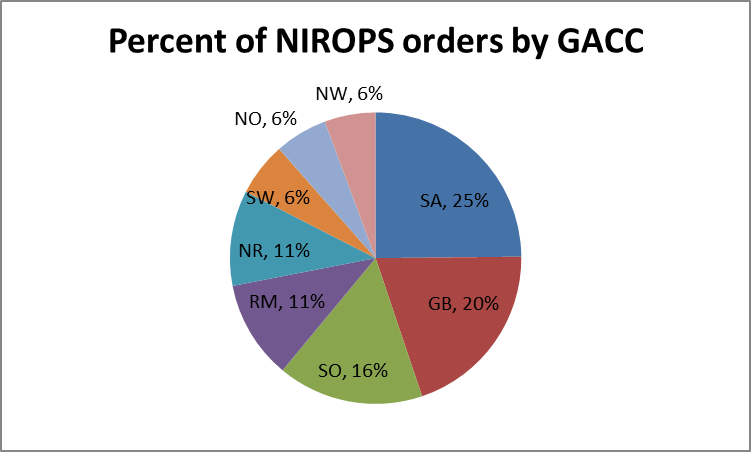 Percent of NIROPS orders by GACC
NW, 6%
NO, 6%
SA, 25%
SW, 6%
NR, 11%
RM, 11%
GB, 20%
SO, 16%